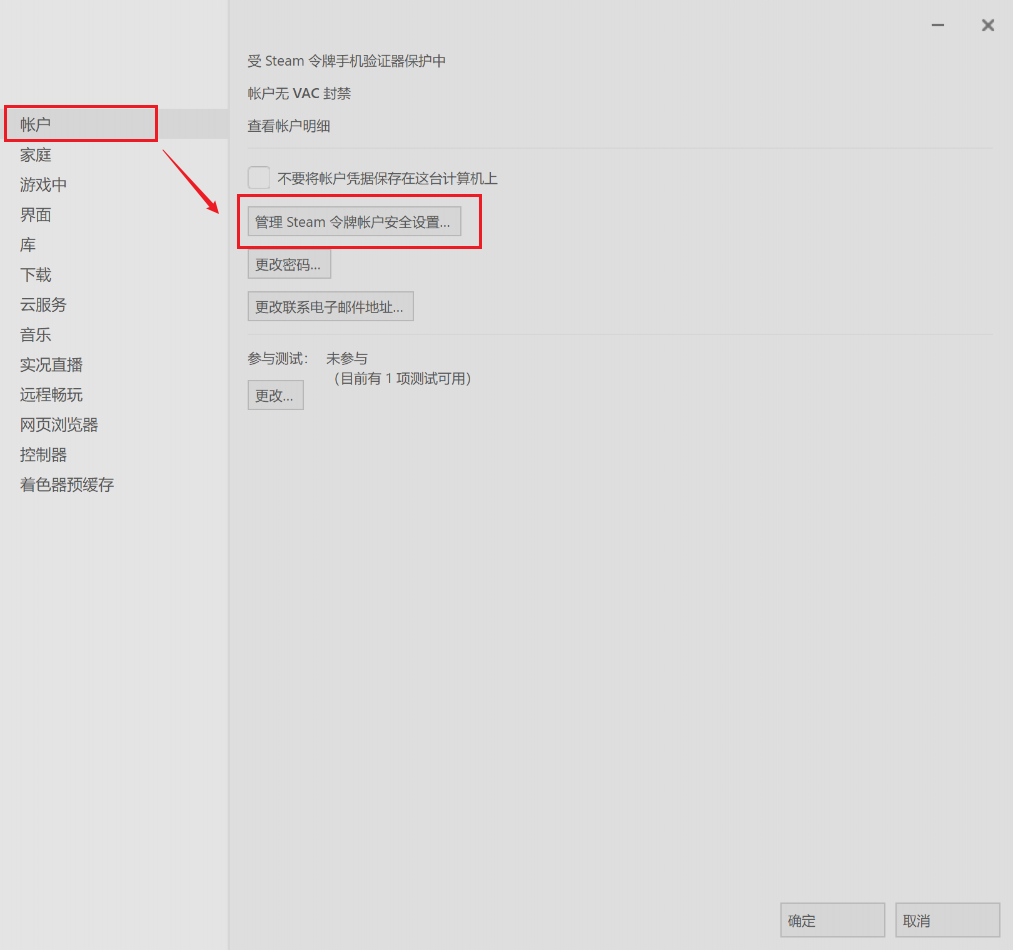 受 Steam 令牌手机验证器保护中
帐户无 VAC 封禁
查看帐户明细
帐户
家庭
游戏中
界面
库
下载
云服务
音乐
实况直播
远程畅玩
网页浏览器
控制器
着色器预缓存
不要将帐户凭据保存在这台计算机上
管理 Steam 令牌帐户安全设置...
更改密码...
更改联系电子邮件地址...
参与测试： 未参与
（目前有 1 项测试可用）
更改...
确定
取消